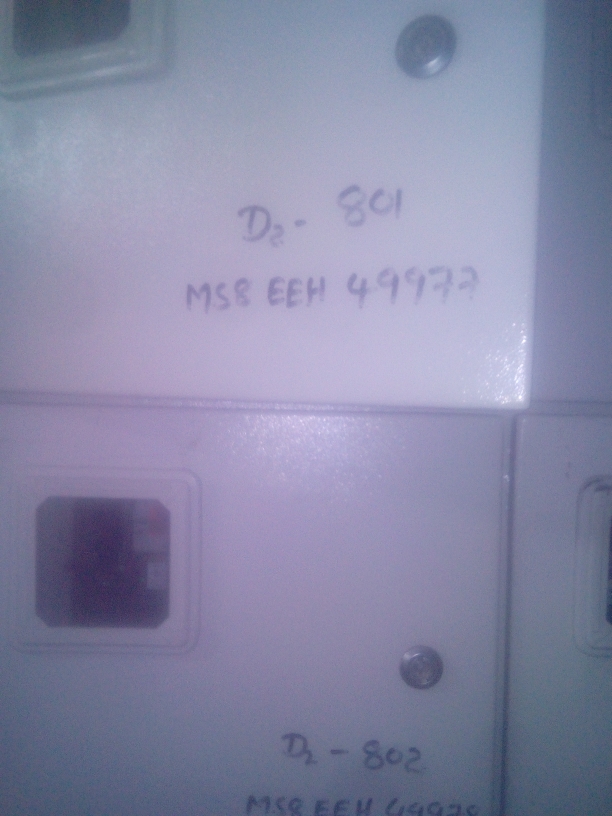 D2- 801
MS8 EEH 49977
D2 - 802
MS8 EEH